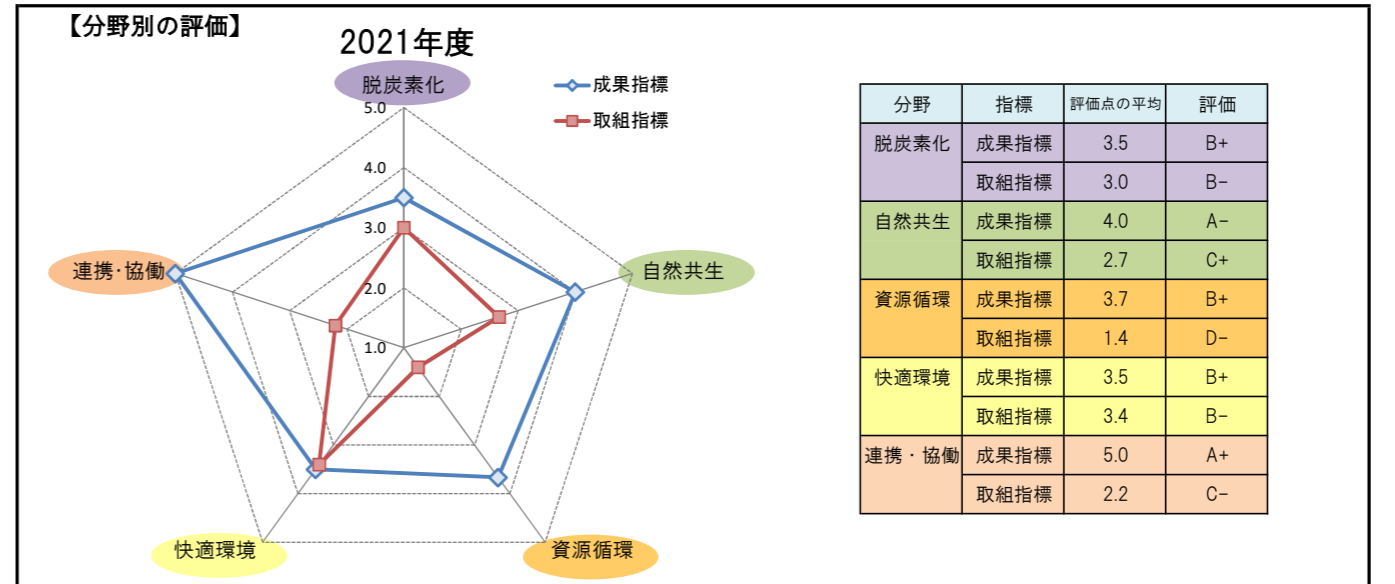 【分野別の評価】
2021年度
脱炭素化
成果指標
取組指標
5.0
4.0
3.0
2.0
1.0
連携・協働
自然共生
快適環境
資源循環
分野 指標 評価点の平均 評価
脱炭素化 成果指標 3.5 B+
取組指標 3.0 B-
自然共生 成果指標 4.0 A-
取組指標 2.7 C+
資源循環 成果指標 3.7 B+
取組指標 1.4 D-
快適環境 成果指標 3.5 B+
取組指標 3.4 B-
連携・協働 成果指標 5.0 A+
取組指標 2.2 C-